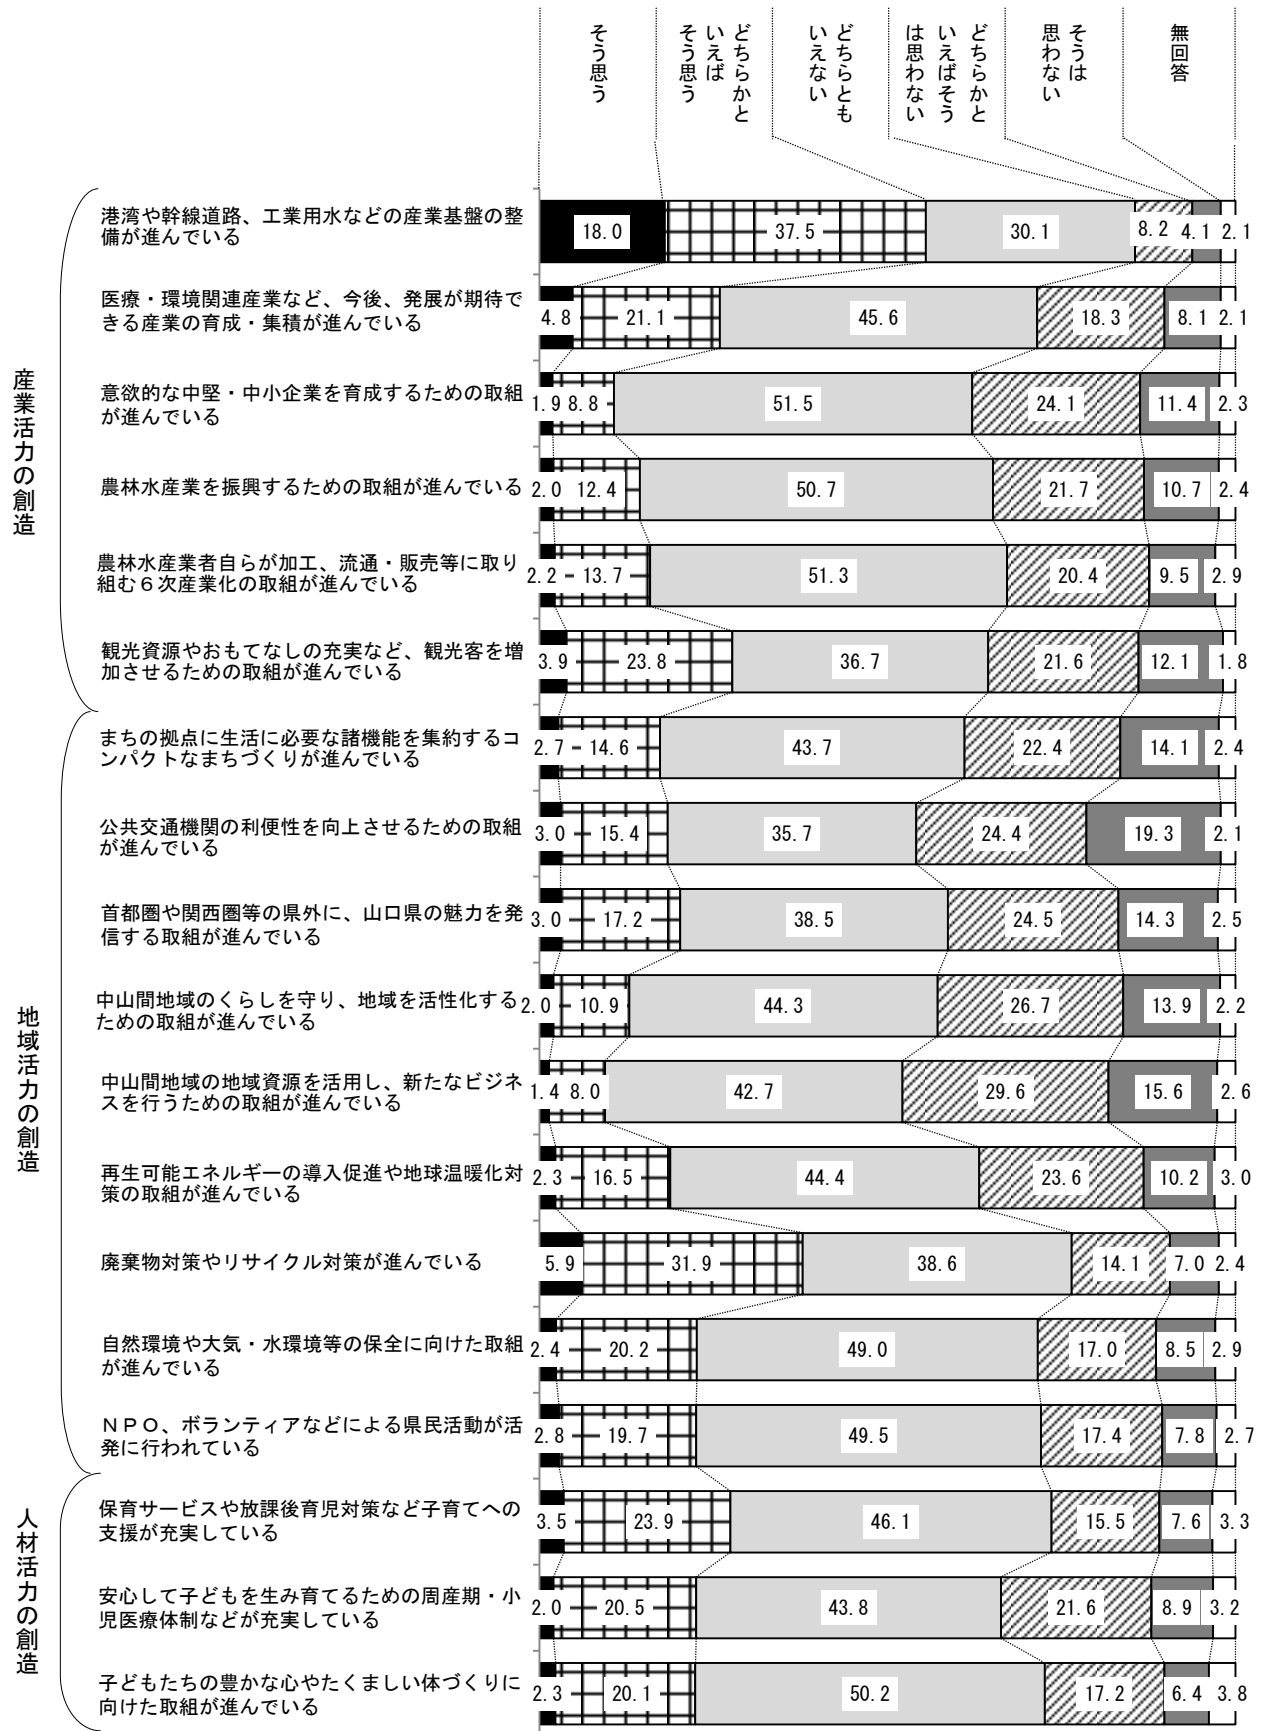 そう思う
どちらかと
いえば
そう思う
どちらとも
いえない
どちらかと
いえばそう
は思わない
そうは
思わない
無回答
産業活力の創造
港湾や幹線道路、工業用水などの産業基盤の整
備が進んでいる
18.0 37.5 30.1 8.2 4.1 2.1
医療・環境関連産業など、今後、発展が期待で
きる産業の育成・集積が進んでいる
4.8 21.1 45.6 18.3 8.1 2.1
意欲的な中堅・中小企業を育成するための取組
が進んでいる
1.9 8.8 51.5 24.1 11.4 2.3
農林水産業を振興するための取組が進んでいる
2.0 12.4 50.7 21.7 10.7 2.4
農林水産業者自らが加工、流通・販売等に取り
組む６次産業化の取組が進んでいる
2.2 13.7 51.3 20.4 9.5 2.9
観光資源やおもてなしの充実など、観光客を増
加させるための取組が進んでいる
3.9 23.8 36.7 21.6 12.1 1.8
地域活力の創造
まちの拠点に生活に必要な諸機能を集約するコ
ンパクトなまちづくりが進んでいる
2.7 14.6 43.7 22.4 14.1 2.4
公共交通機関の利便性を向上させるための取組
が進んでいる
3.0 15.4 35.7 24.4 19.3 2.1
首都圏や関西圏等の県外に、山口県の魅力を発
信する取組が進んでいる
3.0 17.2 38.5 24.5 14.3 2.5
中山間地域のくらしを守り、地域を活性化する
ための取組が進んでいる
2.0 10.9 44.3 26.7 13.9 2.2
中山間地域の地域資源を活用し、新たなビジネ
スを行うための取組が進んでいる
1.4 8.0 42.7 29.6 15.6 2.6
再生可能エネルギーの導入促進や地球温暖化対
策の取組が進んでいる
2.3 16.5 44.4 23.6 10.2 3.0
廃棄物対策やリサイクル対策が進んでいる
5.9 31.9 38.6 14.1 7.0 2.4
自然環境や大気・水環境等の保全に向けた取組
が進んでいる
2.4 20.2 49.0 17.0 8.5 2.9
ＮＰＯ、ボランティアなどによる県民活動が活
発に行われている
2.8 19.7 49.5 17.4 7.8 2.7
人材活力の創造
保育サービスや放課後育児対策など子育てへの
支援が充実している
3.5 23.9 46.1 15.5 7.6 3.3
安心して子どもを生み育てるための周産期・小
児医療体制などが充実している
2.0 20.5 43.8 21.6 8.9 3.2
子どもたちの豊かな心やたくましい体づくりに
向けた取組が進んでいる
2.3 20.1 50.2 17.2 6.4 3.8